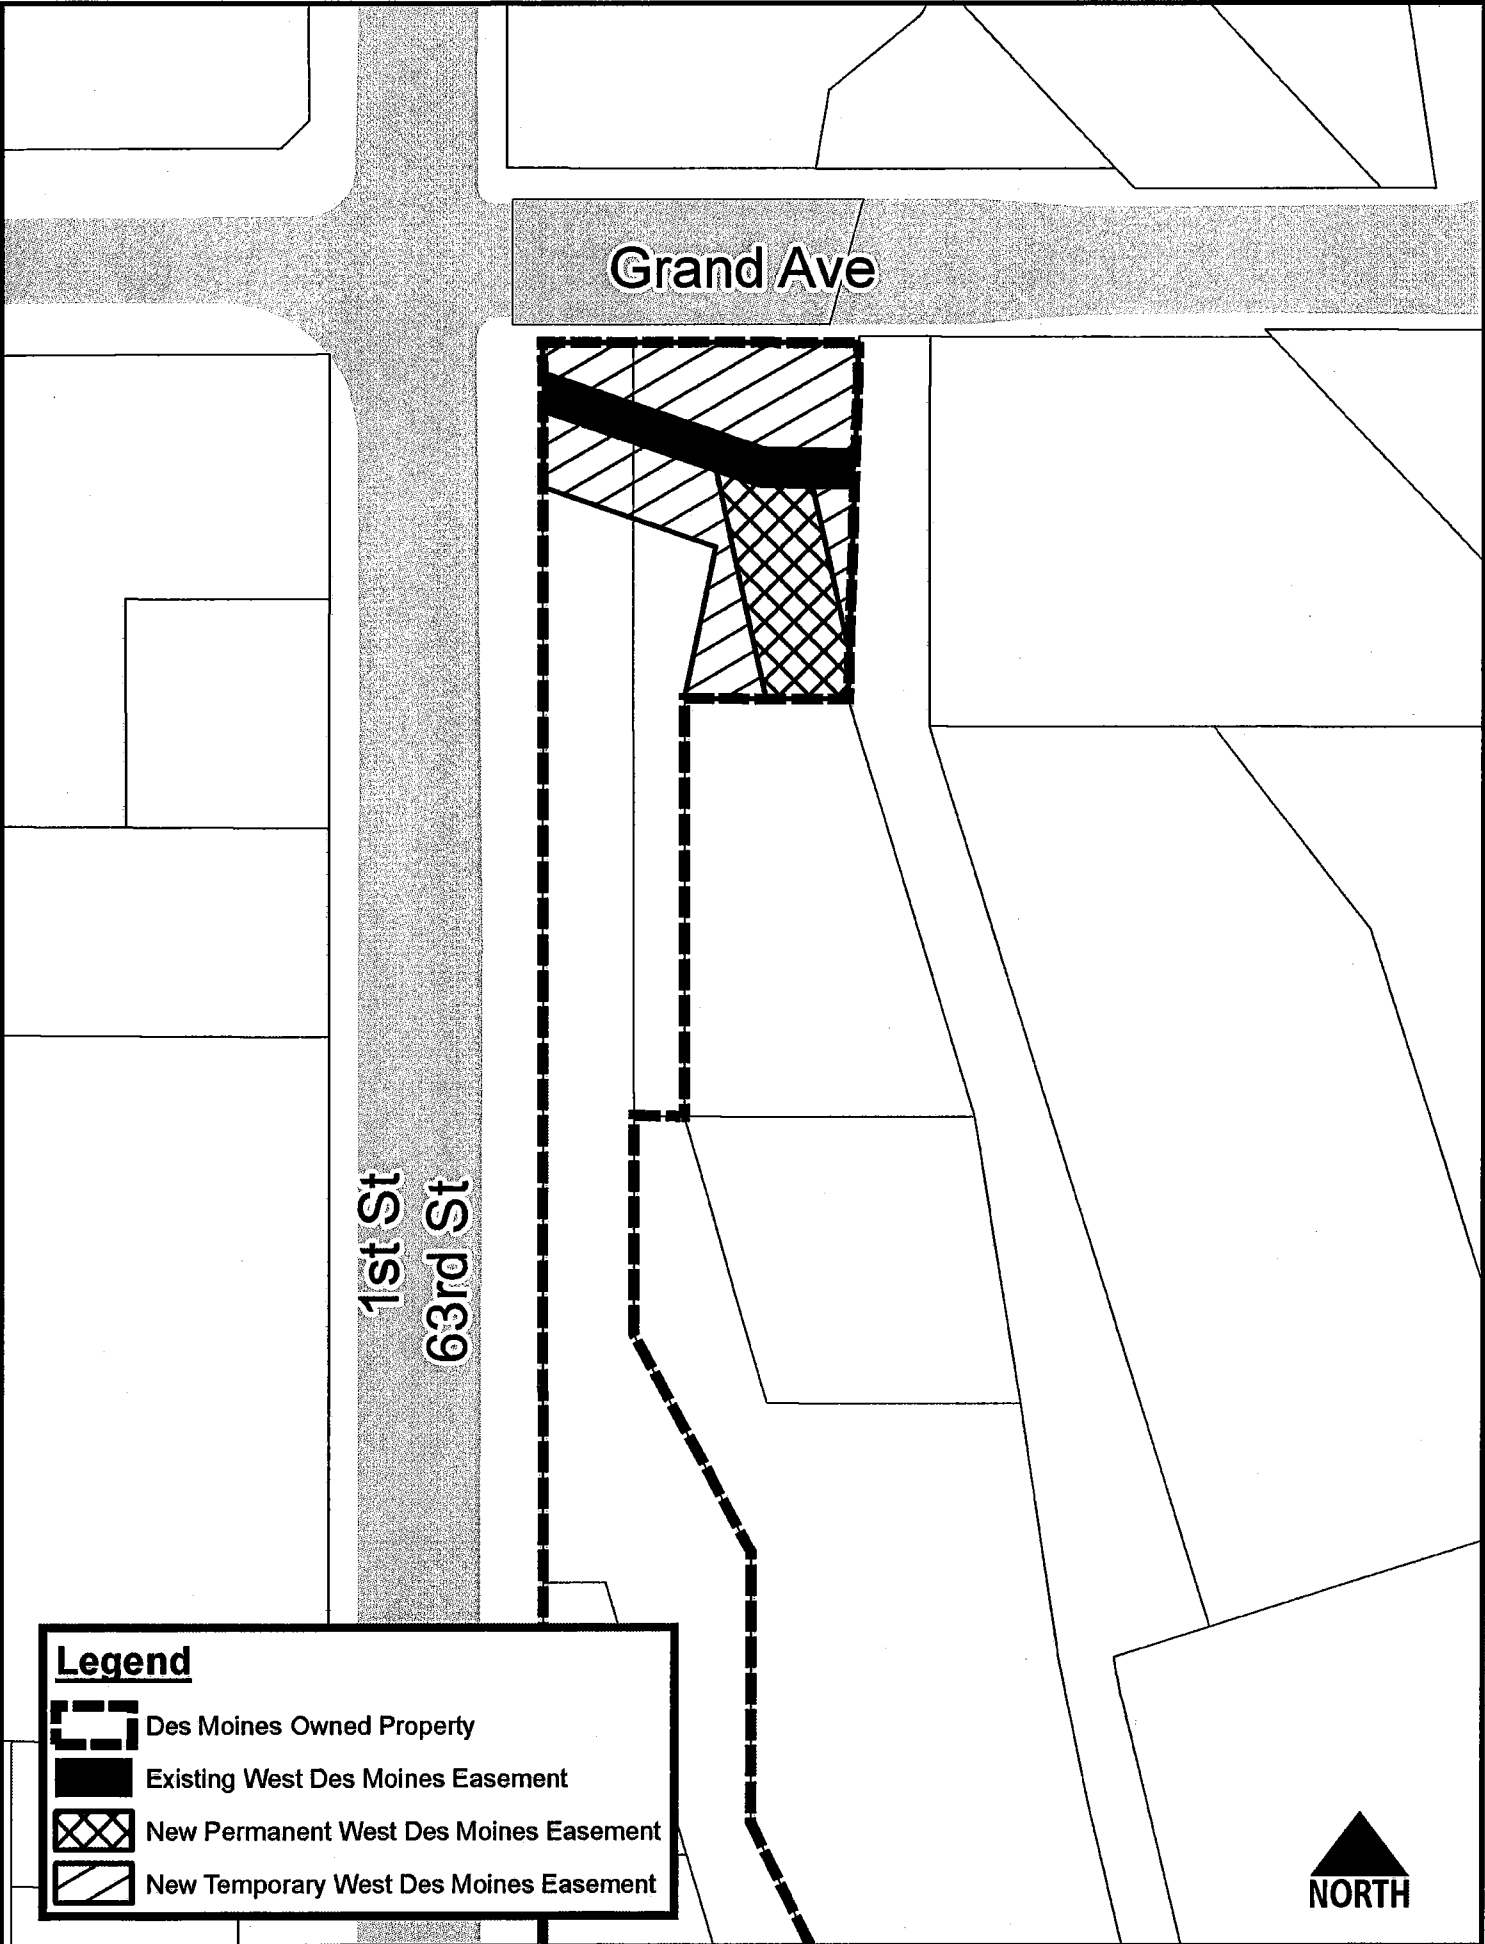 Grand Ave
1st St
63rd St
Legend
Des Moines Owned Property
Existing West Des Moines Easement
New Permanent West Des Moines Easement
New Temporary West Des Moines Easement
NORTH